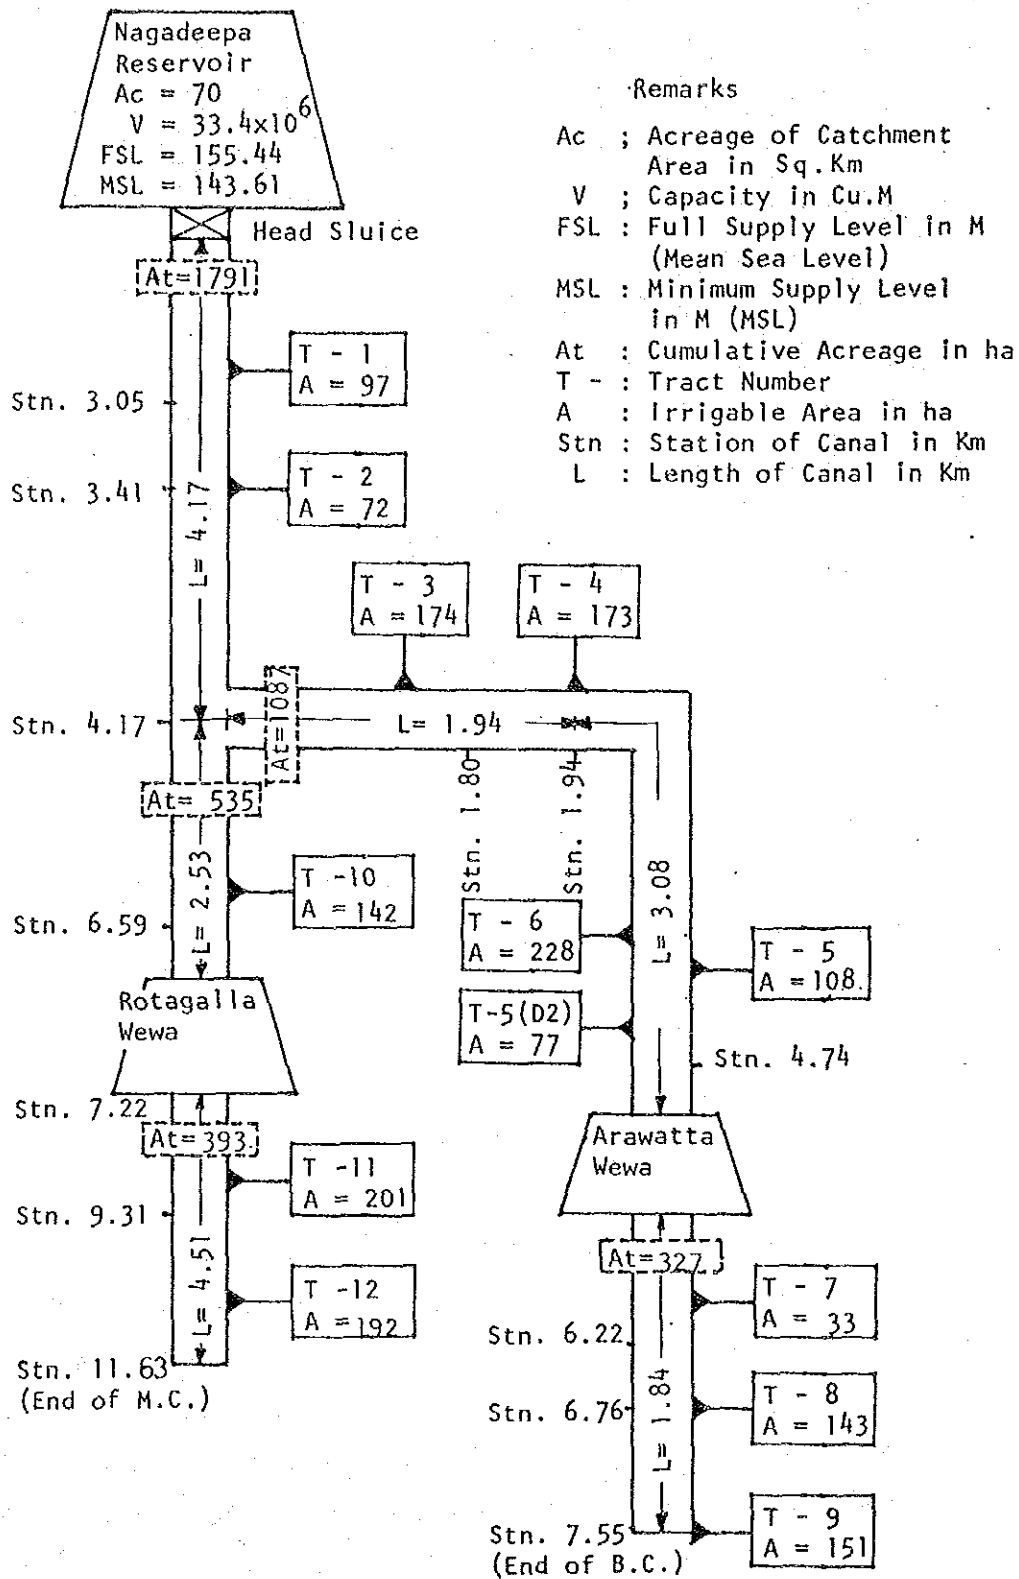 Nagadeepa
Reservoir
Ac = 70
V = 33.4x10⁶
FSL = 155.44
MSL = 143.61
Head Sluice
Remarks
Ac ; Acreage of Catchment
Area in Sq.Km
V ; Capacity in Cu.M
FSL : Full Supply Level in M
(Mean Sea Level)
MSL : Minimum Supply Level
in M (MSL)
At : Cumulative Acreage in ha
T - : Tract Number
A : Irrigable Area in ha
Stn : Station of Canal in Km
L : Length of Canal in Km
At=1791
T - 1
A = 97
Stn. 3.05
T - 2
A = 72
Stn. 3.41
L= 4.17
T - 3
A = 174
T - 4
A = 173
Stn. 4.17
At=1087
L= 1.94
At= 535
Stn. 1.80
Stn. 1.94
L= 2.53
T -10
A = 142
Stn. 6.59
T - 6
A = 228
L= 3.08
T - 5
A = 108.
T-5(D2)
A = 77
Stn. 4.74
Rotagalla
Wewa
Stn. 7.22
At=393.
Arawatta
Wewa
T -11
A = 201
Stn. 9.31
L= 4.51
T -12
A = 192
Stn. 11.63
(End of M.C.)
At=327.
T - 7
A = 33
Stn. 6.22
L= 1.84
T - 8
A = 143
Stn. 6.76
T - 9
A = 151
Stn. 7.55
(End of B.C.)